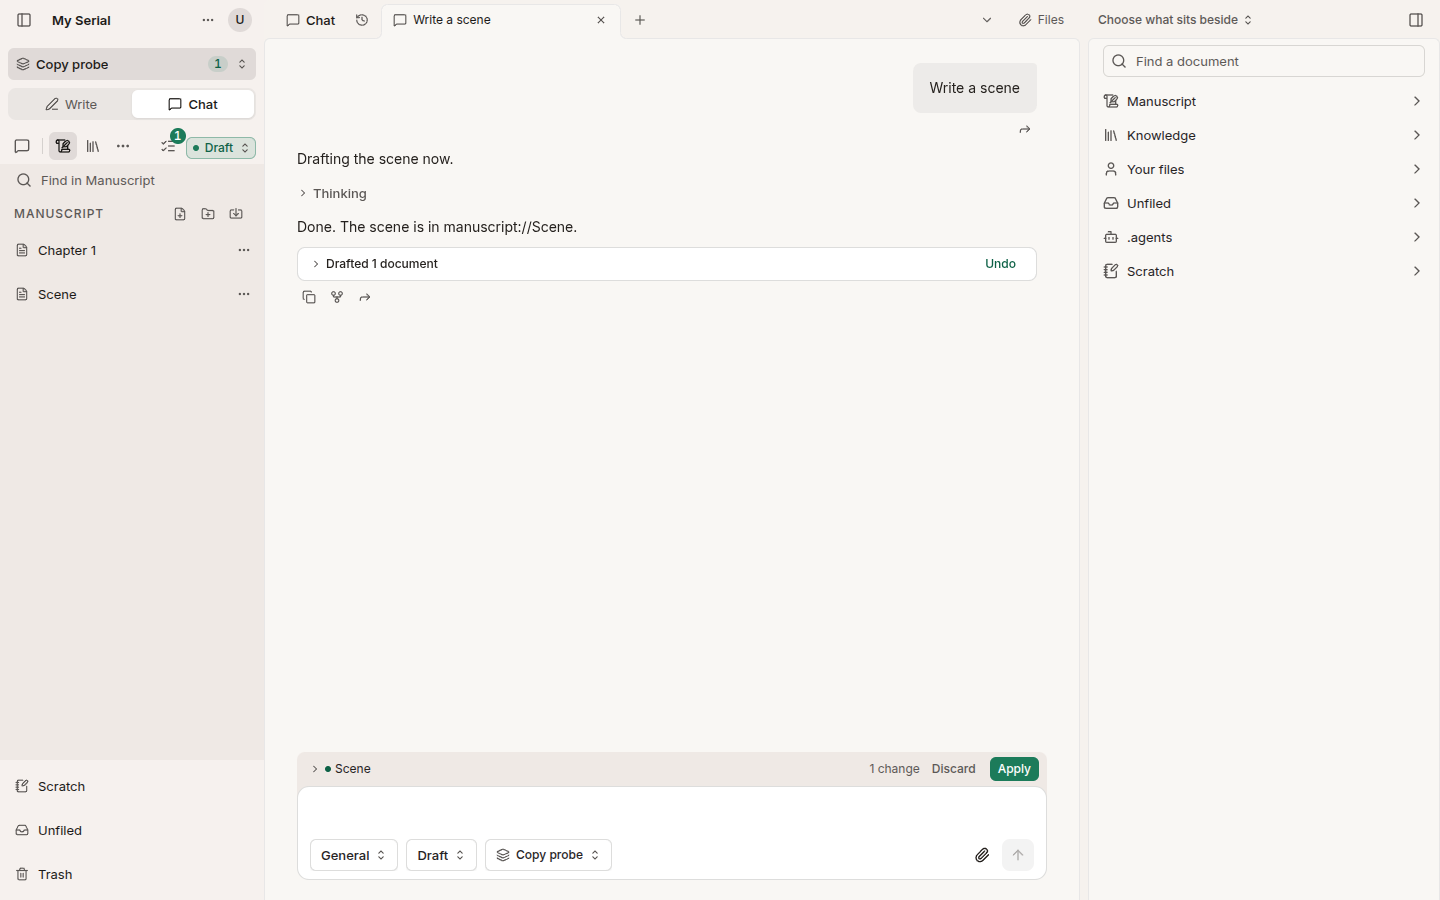 My Serial
U
Copy probe
1
Write
Chat
1
Draft
Find in Manuscript
MANUSCRIPT
Chapter 1
Scene
Scratch
Unfiled
Trash
Chat
Write a scene
Files
Write a scene
Drafting the scene now.
Thinking
Done. The scene is in manuscript://Scene.
Drafted 1 document
Undo
Scene
1 change
Discard
Apply
General
Draft
Copy probe
Choose what sits beside
Find a document
Manuscript
Knowledge
Your files
Unfiled
.agents
Scratch